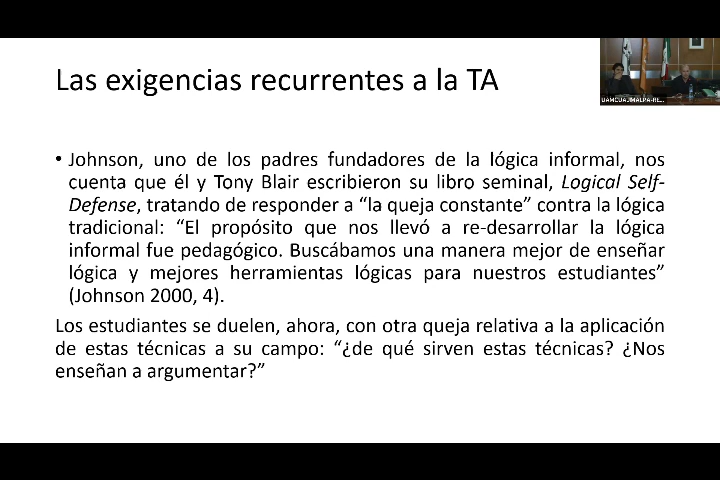 Las exigencias recurrentes a la TA
UAMCUAJIMALPA-RE...
• Johnson, uno de los padres fundadores de la lógica informal, nos
cuenta que él y Tony Blair escribieron su libro seminal, Logical Self-
Defense, tratando de responder a “la queja constante” contra la lógica
tradicional: “El propósito que nos llevó a re-desarrollar la lógica
informal fue pedagógico. Buscábamos una manera mejor de enseñar
lógica y mejores herramientas lógicas para nuestros estudiantes”
(Johnson 2000, 4).
Los estudiantes se duelen, ahora, con otra queja relativa a la aplicación
de estas técnicas a su campo: “¿de qué sirven estas técnicas? ¿Nos
enseñan a argumentar?”